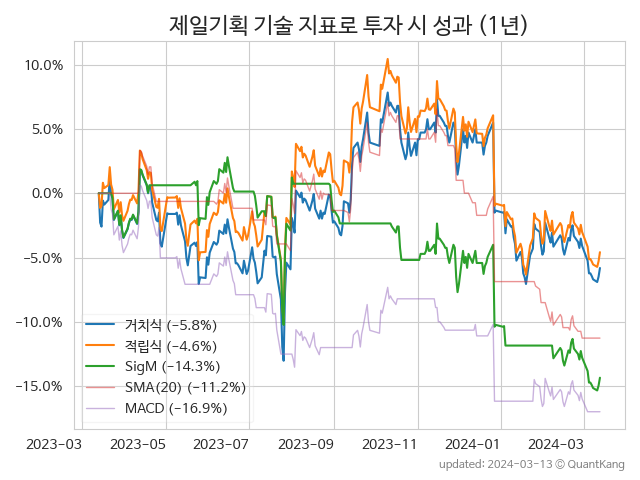 제일기획 기술 지표로 투자 시 성과 (1년)
10.0%
5.0%
0.0%
−5.0%
−10.0%
−15.0%
거치식 (−5.8%)
적립식 (−4.6%)
SigM (−14.3%)
SMA(20) (−11.2%)
MACD (−16.9%)
2023-03 2023-05 2023-07 2023-09 2023-11 2024-01 2024-03
updated: 2024-03-13 ⓒ QuantKang